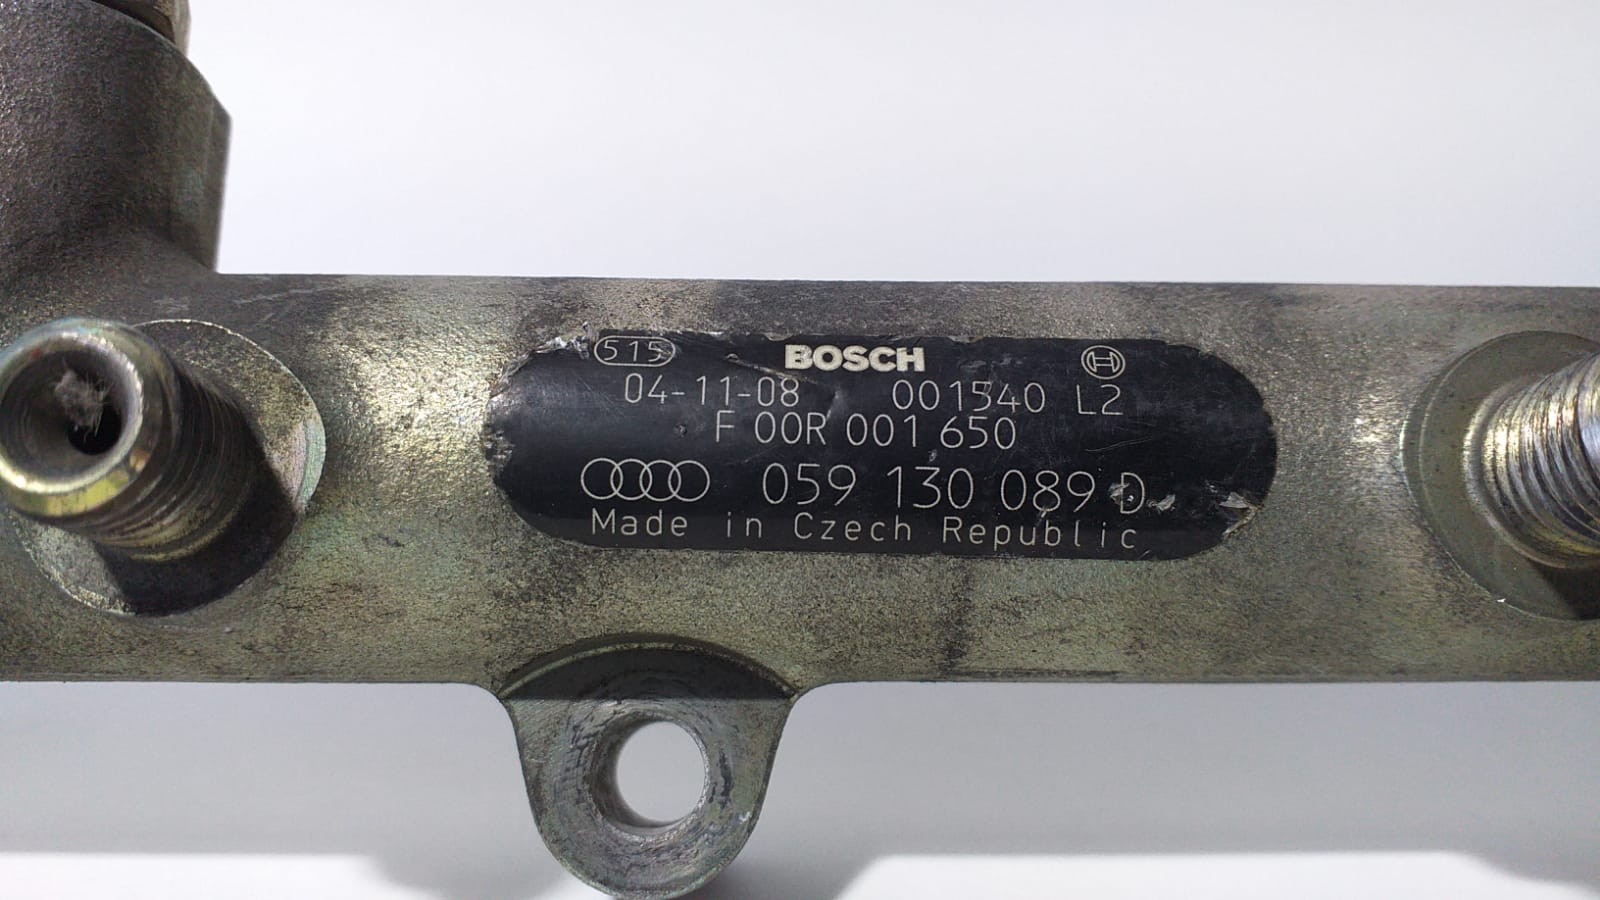 515 BOSCH
04-11-08 001540 L2
F 00R 001 650
059 130 089 D
Made in Czech Republic